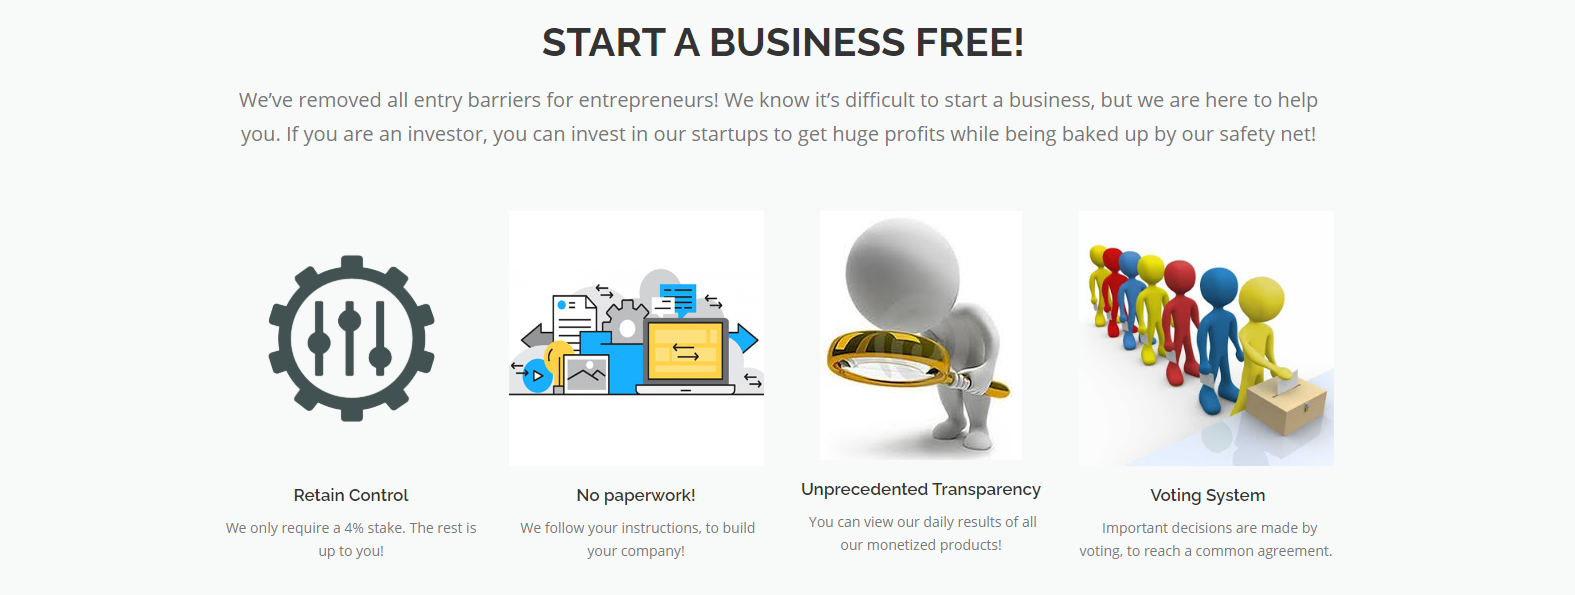 START A BUSINESS FREE!
We’ve removed all entry barriers for entrepreneurs! We know it’s difficult to start a business, but we are here to help
you. If you are an investor, you can invest in our startups to get huge profits while being baked up by our safety net!
Retain Control
We only require a 4% stake. The rest is
up to you!
No paperwork!
We follow your instructions, to build
your company!
Unprecedented Transparency
You can view our daily results of all
our monetized products!
Voting System
Important decisions are made by
voting, to reach a common agreement.